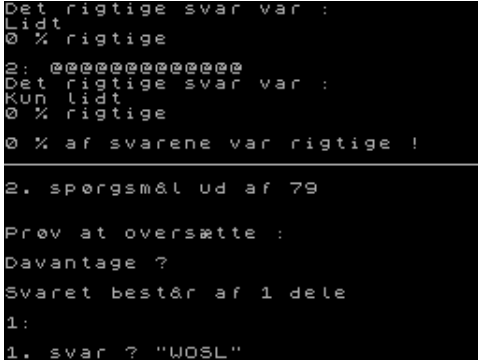 Det rigtige svar var :
Lidt
0 % rigtige
2: @@@@@@@@@@@@@
Det rigtige svar var :
Kun lidt
0 % rigtige
0 % af svarene var rigtige !
2. spørgsmål ud af 79
Prøv at oversætte :
Davantage ?
Svaret består af 1 dele
1:
1. svar ? "WOSL"